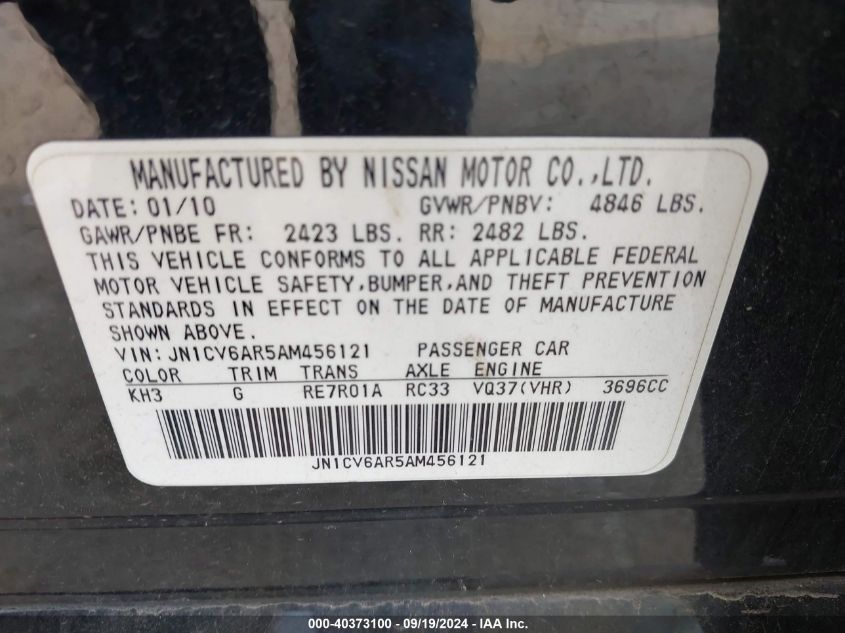 MANUFACTURED BY NISSAN MOTOR CO.,LTD.
DATE: 01/10 GVWR/PNBV: 4846 LBS.
GAWR/PNBE FR: 2423 LBS. RR: 2482 LBS.
THIS VEHICLE CONFORMS TO ALL APPLICABLE FEDERAL
MOTOR VEHICLE SAFETY,BUMPER,AND THEFT PREVENTION
STANDARDS IN EFFECT ON THE DATE OF MANUFACTURE
SHOWN ABOVE.
VIN: JN1CV6AR5AM456121 PASSENGER CAR
COLOR TRIM TRANS AXLE ENGINE
KH3 G RE7R01A RC33 VQ37(VHR) 3696CC
JN1CV6AR5AM456121
000-40373100 - 09/19/2024 - IAAI Inc.